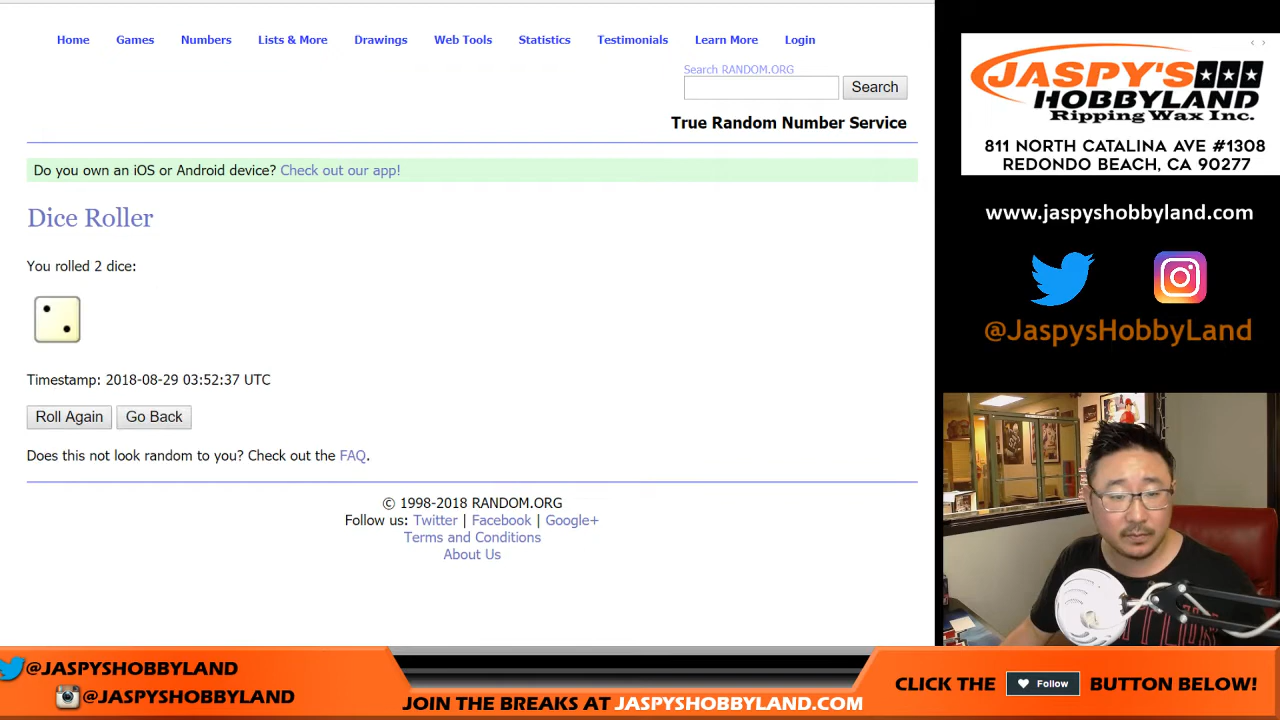 Home Games Numbers Lists & More Drawings Web Tools Statistics Testimonials Learn More Login
Search RANDOM.ORG
Search
True Random Number Service
Do you own an iOS or Android device? Check out our app!
Dice Roller
You rolled 2 dice:
Timestamp: 2018-08-29 03:52:37 UTC
Roll Again Go Back
Does this not look random to you? Check out the FAQ.
© 1998-2018 RANDOM.ORG
Follow us: Twitter | Facebook | Google+
Terms and Conditions
About Us
JASPY'S
HOBBYLAND
Ripping Wax Inc.
811 NORTH CATALINA AVE #1308
REDONDO BEACH, CA 90277
www.jaspyshobbyland.com
@JaspysHobbyLand
@JASPYSHOBBYLAND
@JASPYSHOBBYLAND
JOIN THE BREAKS AT JASPYSHOBBYLAND.COM
CLICK THE Follow BUTTON BELOW!